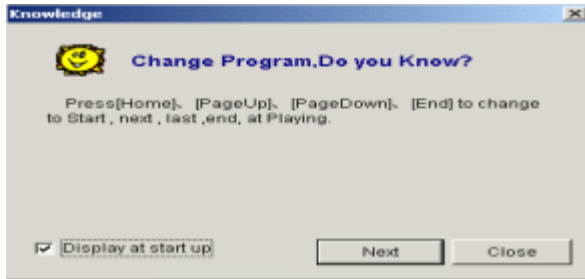 Knowledge
Change Program,Do you Know?
Press[Home]、[PageUp]、[PageDown]、[End] to change
to Start , next , last ,end, at Playing.
Display at start up
Next
Close